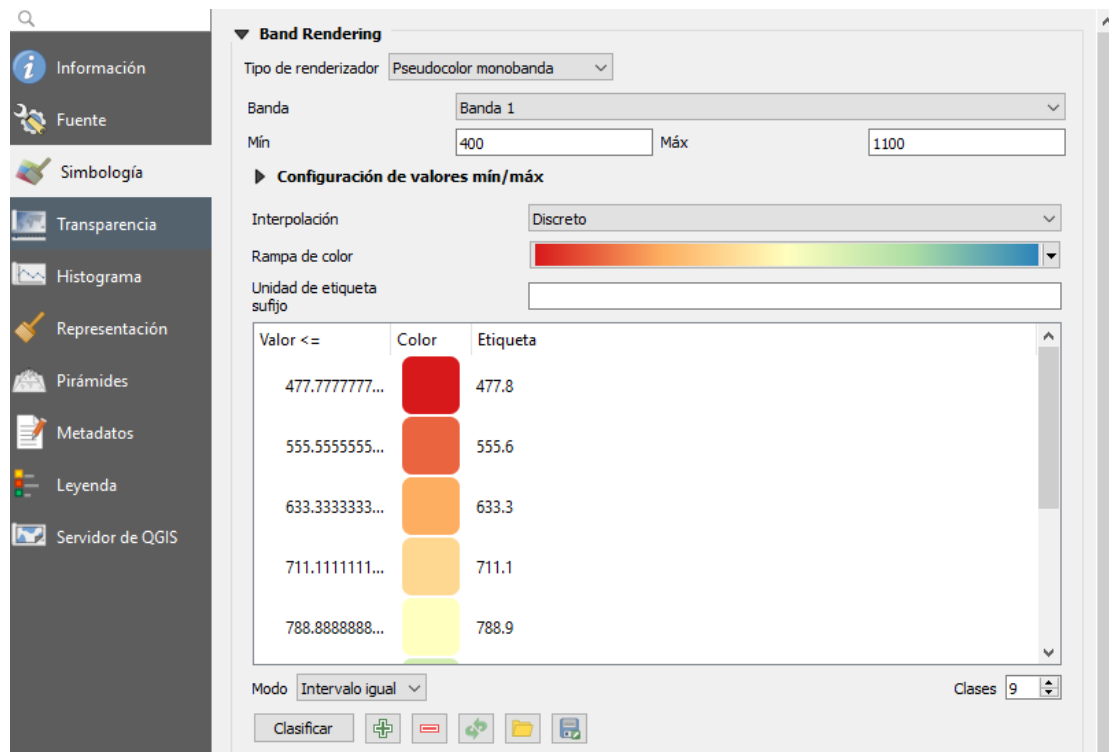 Información
Fuente
Simbología
Transparencia
Histograma
Representación
Pirámides
Metadatos
Leyenda
Servidor de QGIS
Band Rendering
Tipo de renderizador Pseudocolor monobanda
Banda Banda 1
Mín 400 Máx 1100
Configuración de valores mín/máx
Interpolación Discreto
Rampa de color
Unidad de etiqueta
sufijo
Valor <= Color Etiqueta
477.7777777... 477.8
555.5555555... 555.6
633.3333333... 633.3
711.1111111... 711.1
788.8888888... 788.9
Modo Intervalo igual Clases 9
Clasificar